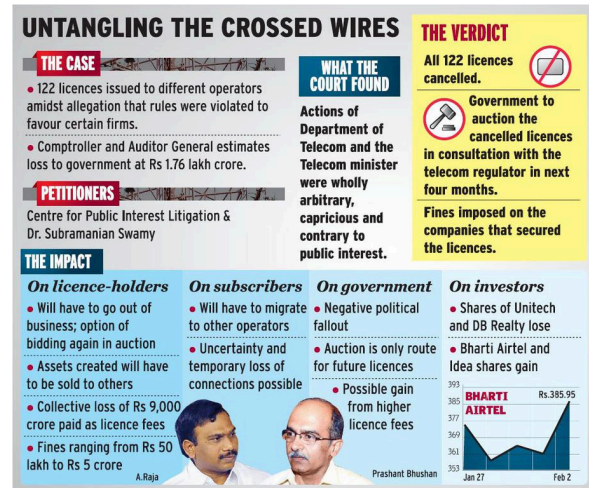 UNTANGLING THE CROSSED WIRES
THE CASE
• 122 licences issued to different operators
amidst allegation that rules were violated to
favour certain firms.
• Comptroller and Auditor General estimates
loss to government at Rs 1.76 lakh crore.
PETITIONERS
Centre for Public Interest Litigation &
Dr. Subramanian Swamy
WHAT THE
COURT FOUND
Actions of
Department of
Telecom and the
Telecom minister
were wholly
arbitrary,
capricious and
contrary to
public interest.
THE VERDICT
All 122 licences
cancelled.
Government to
auction the
cancelled licences
in consultation with the
telecom regulator in next
four months.
Fines imposed on the
companies that secured
the licences.
THE IMPACT
On licence-holders
• Will have to go out of
business; option of
bidding again in auction
• Assets created will have
to be sold to others
• Collective loss of Rs 9,000
crore paid as licence fees
• Fines ranging from Rs 50
lakh to Rs 5 crore
A.Raja
On subscribers
• Will have to migrate
to other operators
• Uncertainty and
temporary loss of
connections possible
On government
• Negative political
fallout
• Auction is only route
for future licences
• Possible gain
from higher
licence fees
Prashant Bhushan
On investors
• Shares of Unitech
and DB Realty lose
• Bharti Airtel and
Idea shares gain
BHARTI
AIRTEL
Rs.385.95
393
385
377
369
361
353
Jan 27
Feb 2